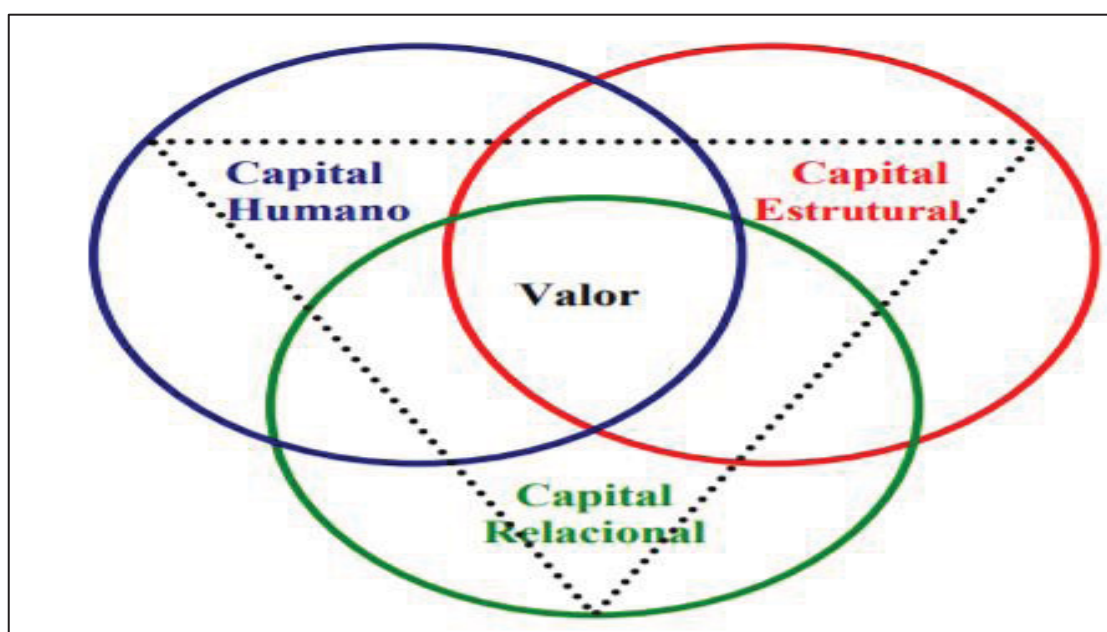 Capital
Humano
Capital
Estrutural
Valor
Capital
Relacional